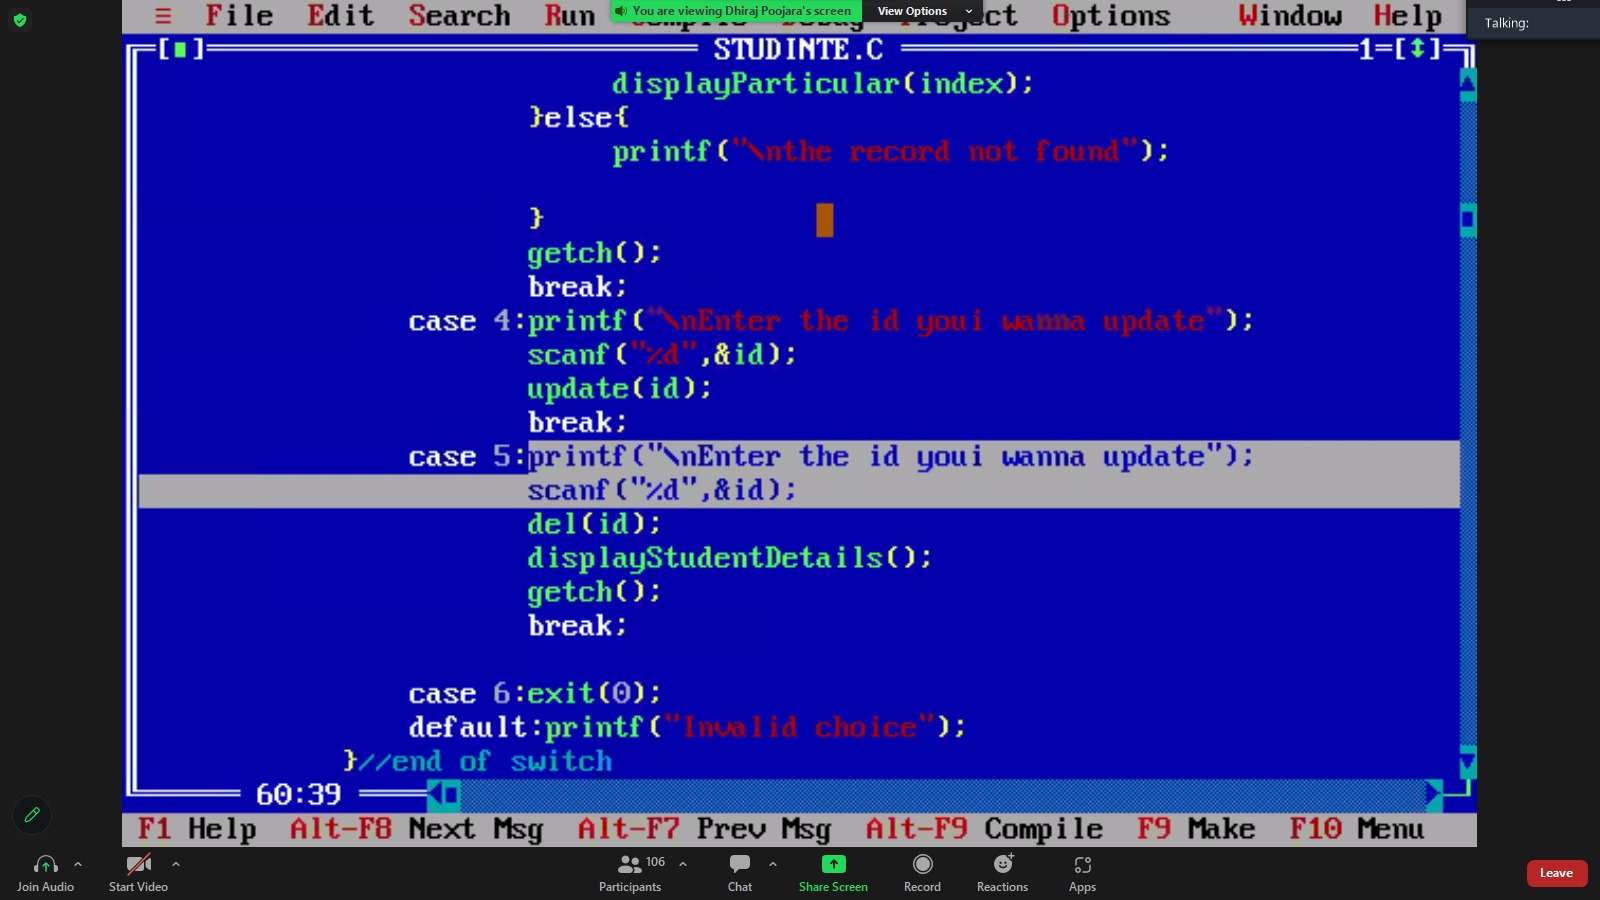 ≡ File Edit Search Run Compile Debug Project Options Window Help
You are viewing Dhiraj Poojara's screen View Options
Talking:
[■] STUDINTE.C 1=[↕]
displayParticular(index);
}else{
printf("\nthe record not found");
}
getch();
break;
case 4:printf("\nEnter the id youi wanna update");
scanf("%d",&id);
update(id);
break;
case 5:printf("\nEnter the id youi wanna update");
scanf("%d",&id);
del(id);
displayStudentDetails();
getch();
break;
case 6:exit(0);
default:printf("Invalid choice");
}//end of switch
60:39
F1 Help Alt-F8 Next Msg Alt-F7 Prev Msg Alt-F9 Compile F9 Make F10 Menu
Join Audio Start Video Participants 106 Chat Share Screen Record Reactions Apps Leave